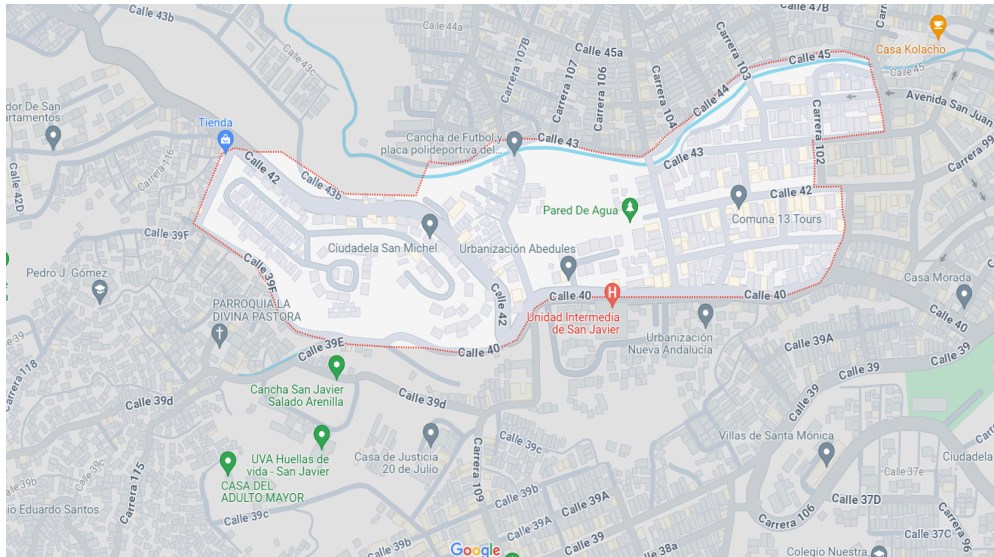 Calle 43b
Calle 44a
Calle 47B
Casa Kolacho
Calle 45a
Carrera 107B
Carrera 107
Carrera 106
Carrera 103
Calle 45
Calle 45
Calle 43c
Calle 44
Avenida San Juan
ador De San
artamentos
Tienda
Cancha de Futbol y
placa polideportiva del...
Calle 43
Carrera 104
Carrera 102
Carrera 99
Carrera 116
Calle 42
Calle 43b
Calle 43
Calle 42D
Calle 42
Pared De Agua
Comuna 13 Tours
Calle 39F
Ciudadela San Michel
Urbanización Abedules
Pedro J. Gómez
Calle 39F
Casa Morada
Calle 40
Calle 40
PARROQUIA LA
DIVINA PASTORA
Calle 42
Unidad Intermedia
de San Javier
Calle 40
Urbanización
Nueva Andalucía
Calle 39A
Calle 39E
Calle 40
Calle 39
Carrera 118
Cancha San Javier
Salado Arenilla
Calle 39
Calle 39d
Calle 39d
Villas de Santa Mónica
Casa de Justicia
20 de Julio
Calle 39c
Ciudadela
UVA Huellas de
vida - San Javier
Calle 39c
Carrera 115
CASA DEL
ADULTO MAYOR
Carrera 109
Calle 37e
Calle 39b
Calle 39A
Calle 37D
io Eduardo Santos
Calle 39c
Calle 39A
Carrera 106
Calle 37C
Carrera 96
Calle 39b
Google
Calle 38a
Colegio Nuestra